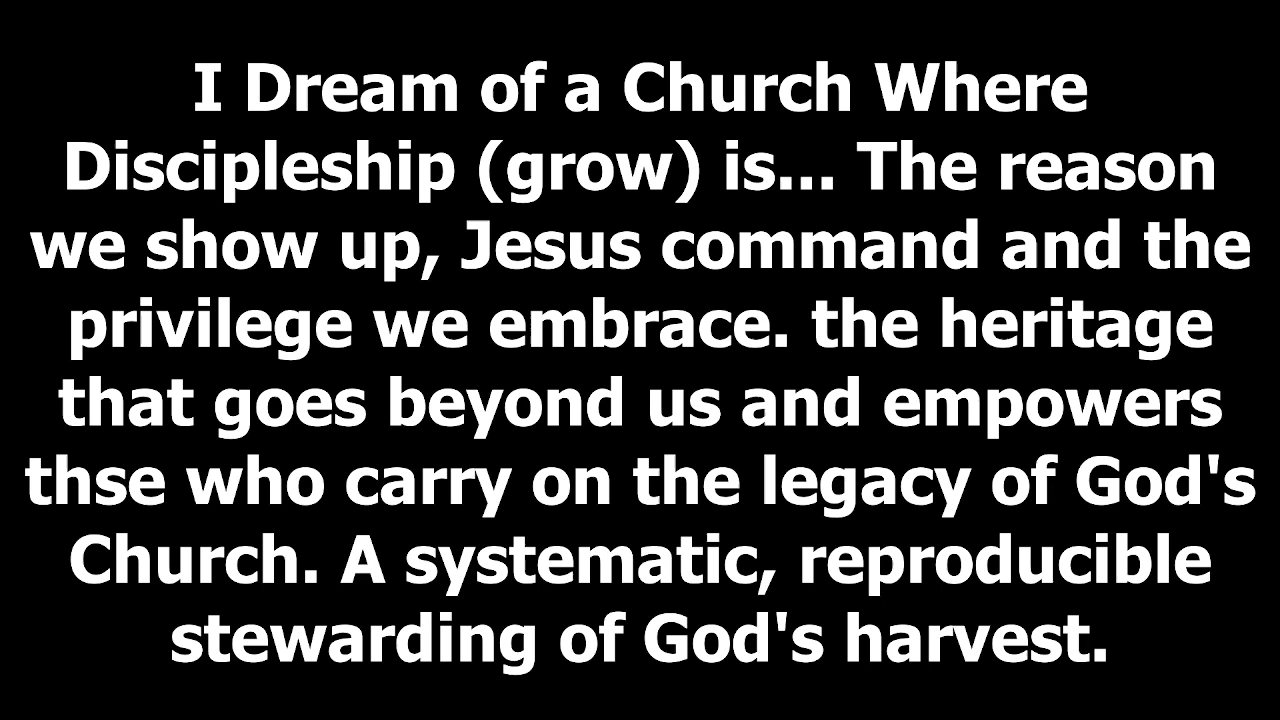 I Dream of a Church Where
Discipleship (grow) is... The reason
we show up, Jesus command and the
privilege we embrace. the heritage
that goes beyond us and empowers
thse who carry on the legacy of God's
Church. A systematic, reproducible
stewarding of God's harvest.